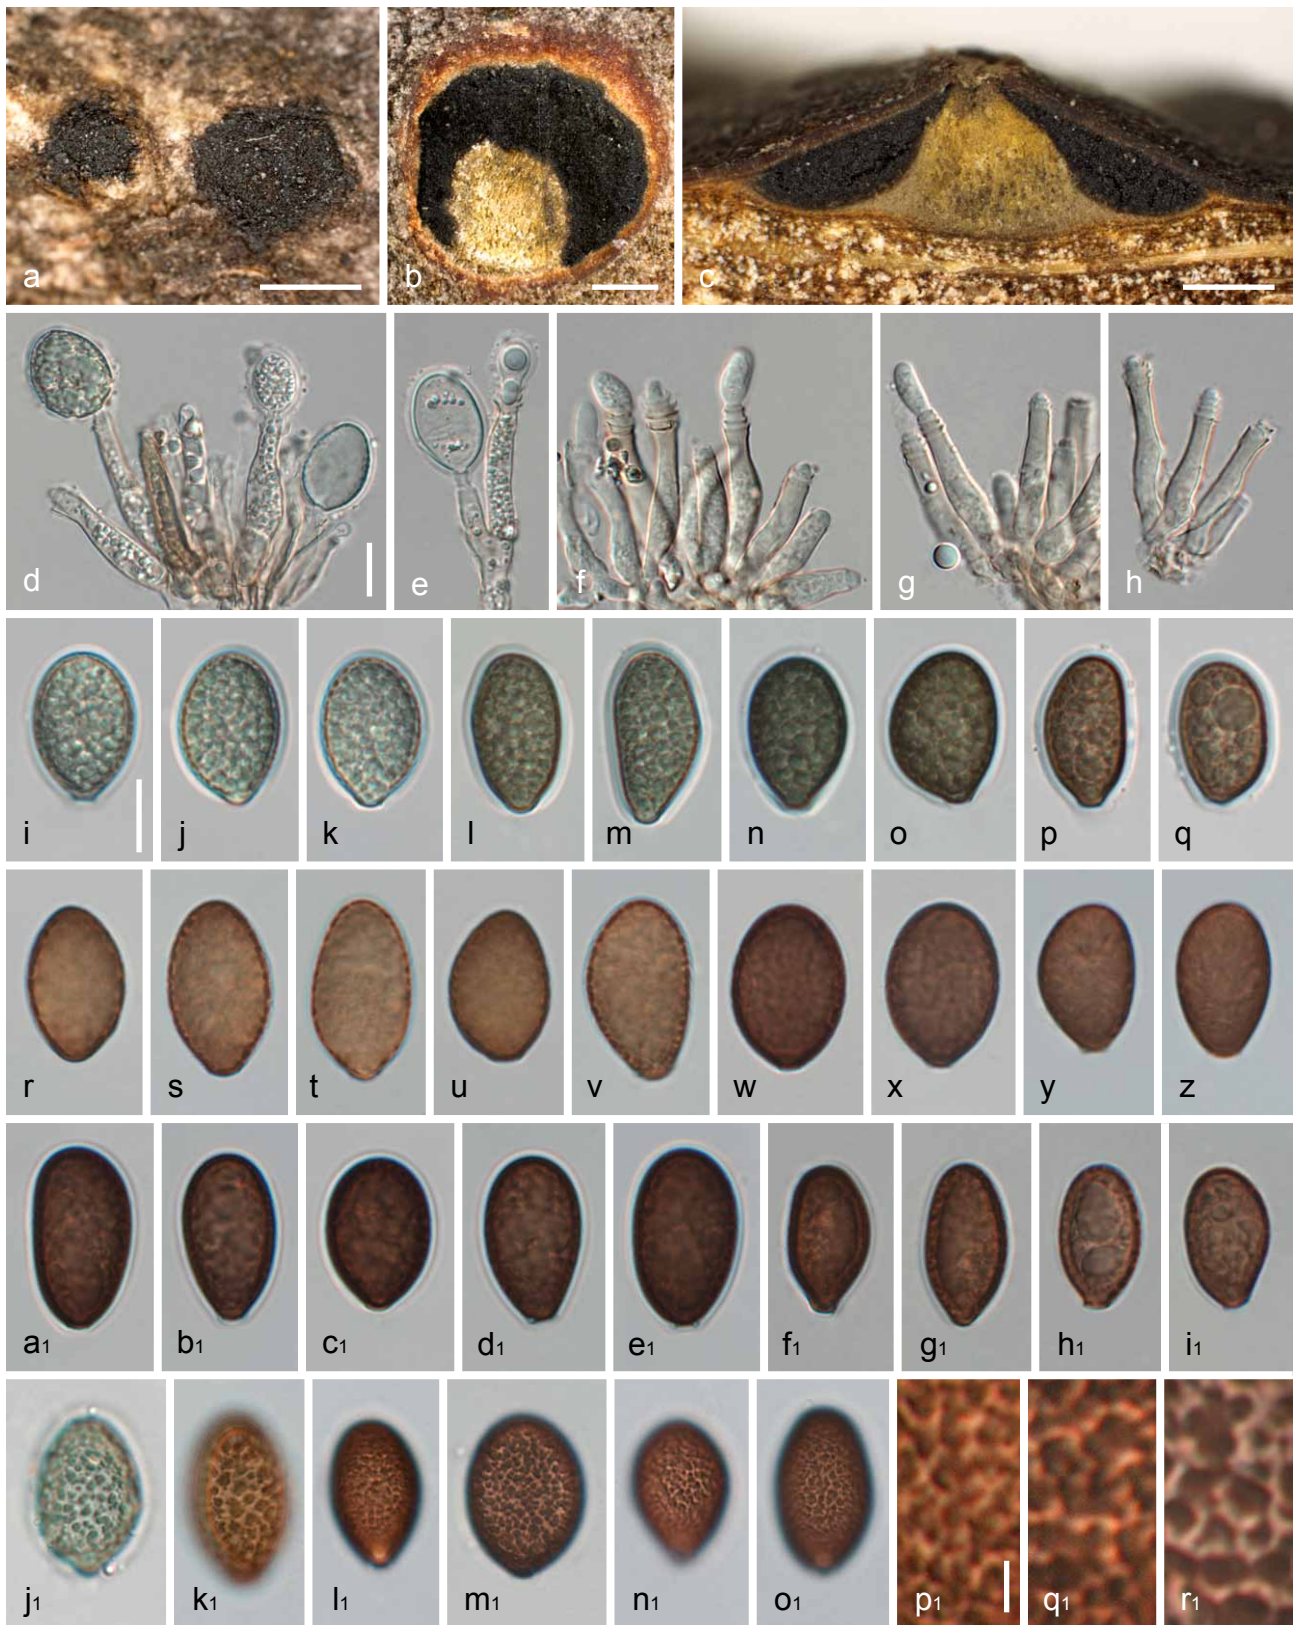 a b c
d e f g h
i j k l m n o p q
r s t u v w x y z
a1 b1 c1 d1 e1 f1 g1 h1 i1
j1 k1 l1 m1 n1 o1 p1 q1 r1